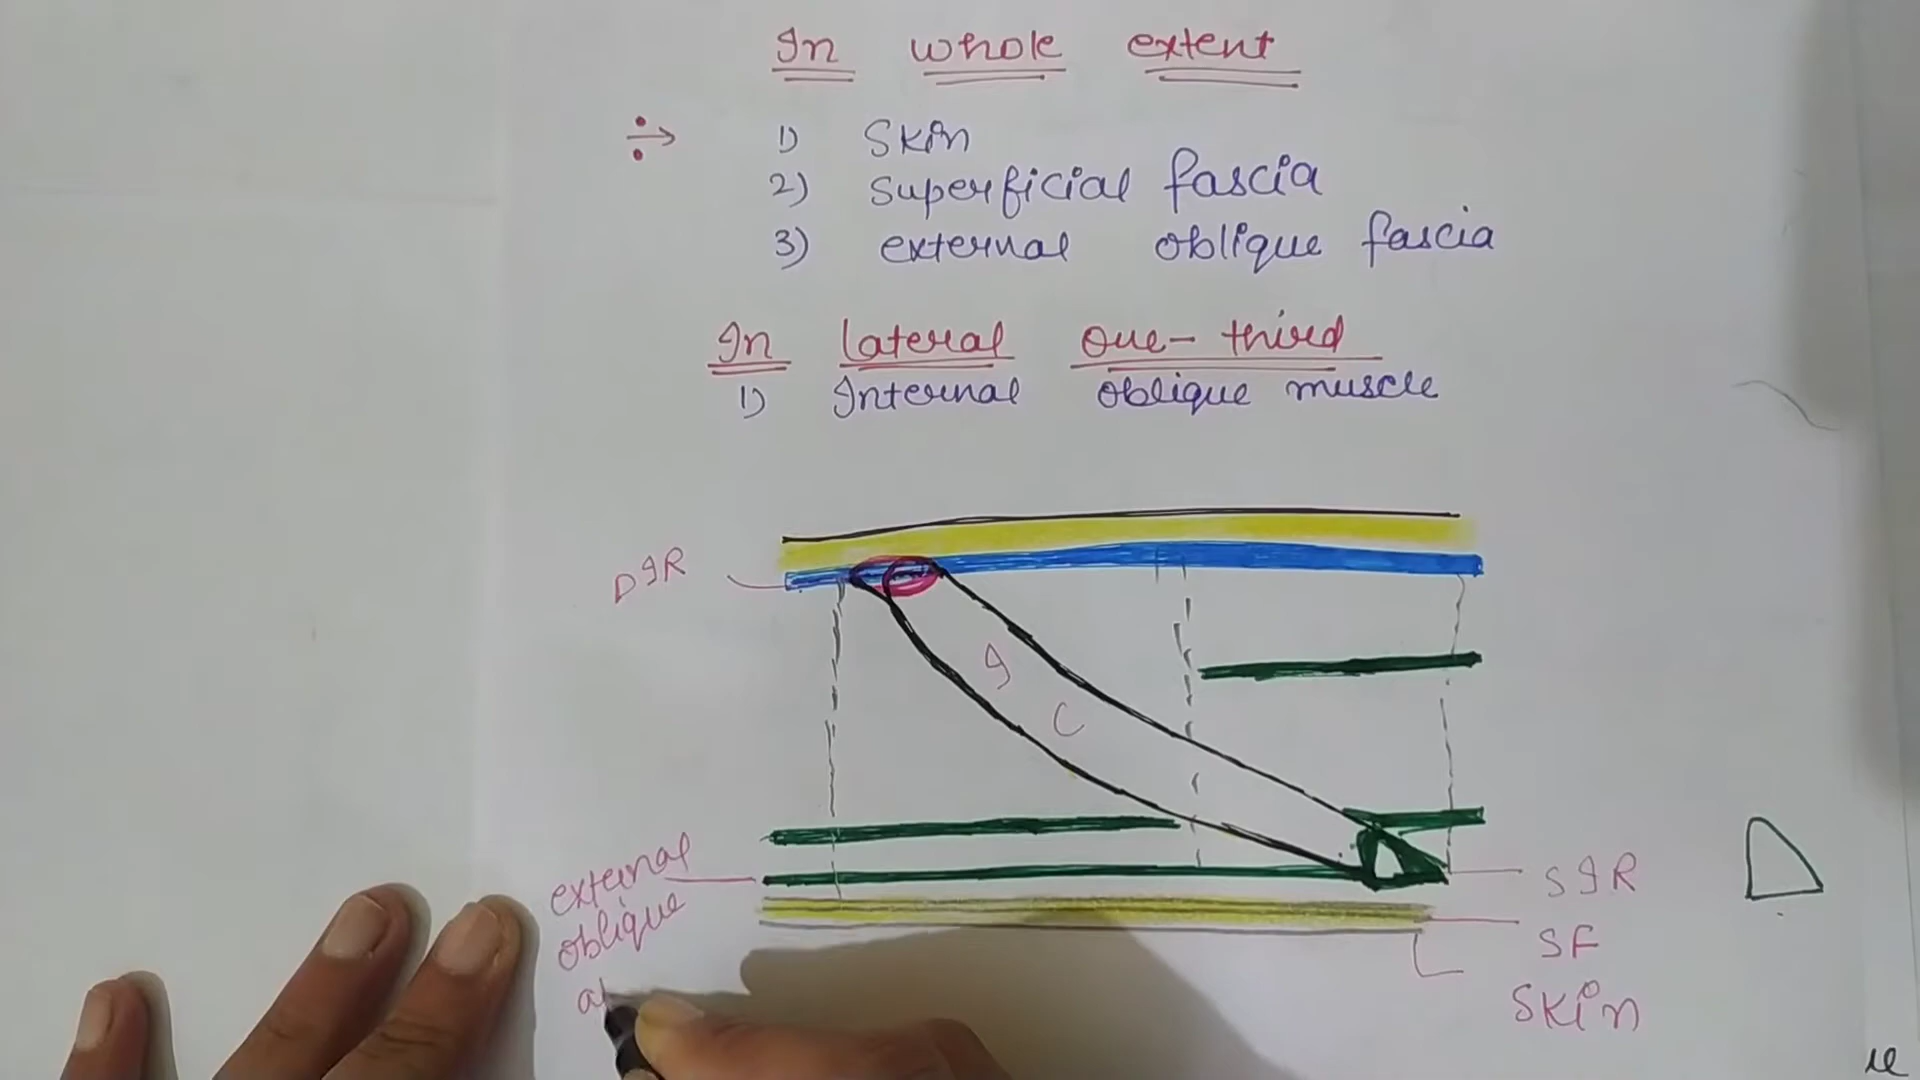 In whole extent
1) Skin
2) Superficial fascia
3) external oblique fascia
In lateral one-third
1) Internal oblique muscle
DIR
I
C
external
oblique
SIR
SF
Skin